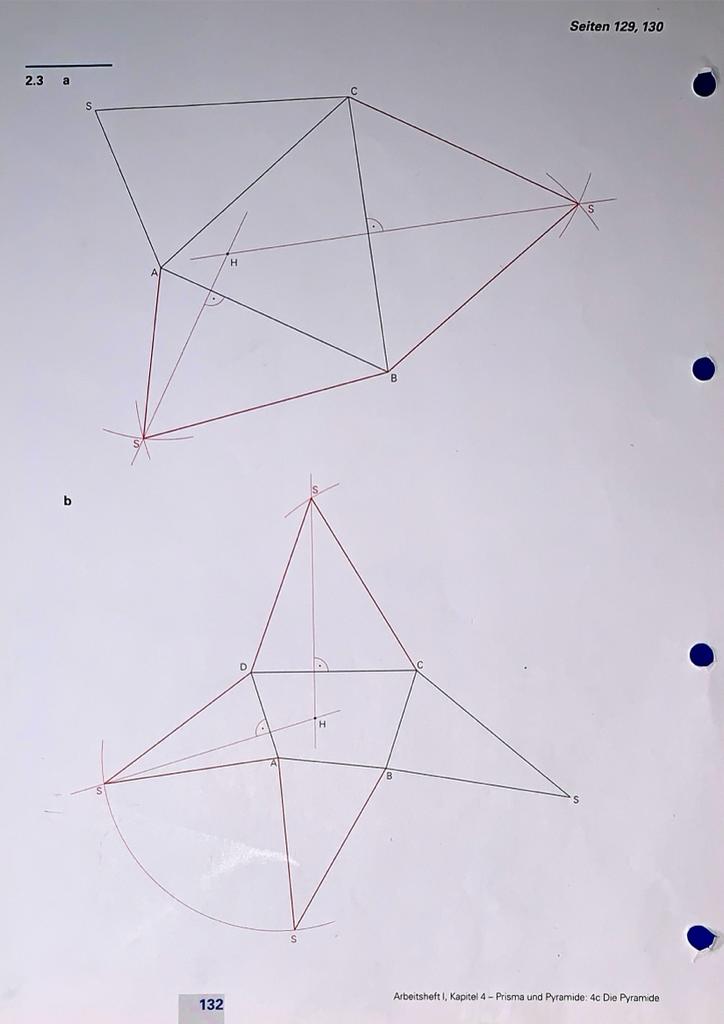 Seiten 129, 130
2.3 a
S
C
S
A
H
B
S
b
S
D
C
H
A
B
S
S
S
132
Arbeitsheft I, Kapitel 4 – Prisma und Pyramide: 4c Die Pyramide